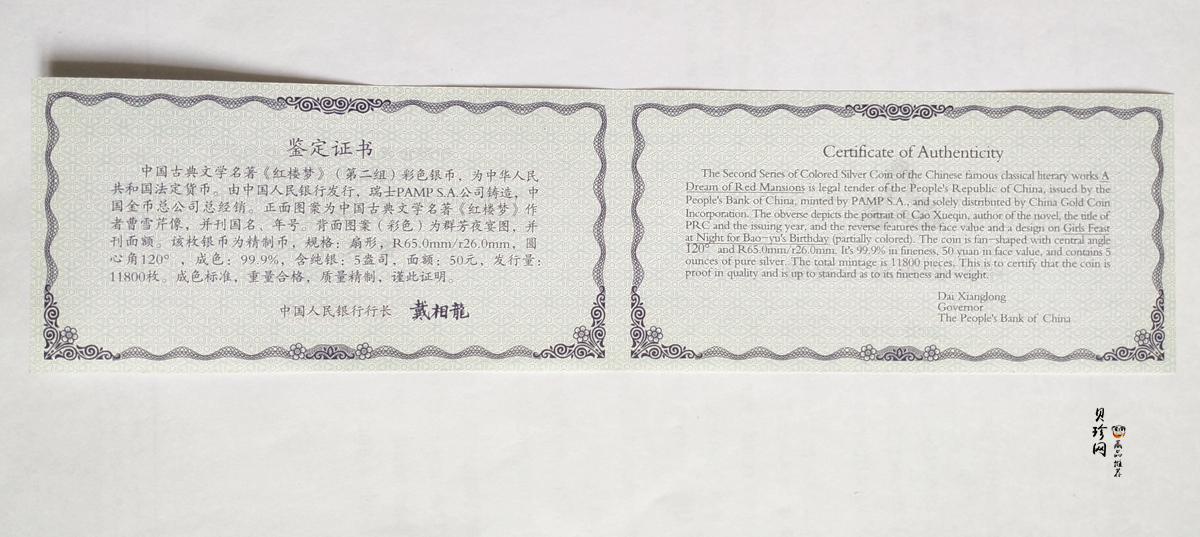 鉴定证书
中国古典文学名著《红楼梦》（第二组）彩色银币，为中华人民
共和国法定货币。由中国人民银行发行，瑞士PAMP S.A.公司铸造，中
国金币总公司总经销。正面图案为中国古典文学名著《红楼梦》作
者曹雪芹像，并刊国名、年号。背面图案（彩色）为群芳夜宴图，并
刊面额。该枚银币为精制币，规格：扇形，R65.0mm/r26.0mm，圆
心角120°，成色：99.9%，含纯银：5盎司，面额：50元，发行量：
11800枚。成色标准，重量合格，质量精制，谨此证明。
中国人民银行行长 戴相龍
Certificate of Authenticity
The Second Series of Colored Silver Coin of the Chinese famous classical literary works A
Dream of Red Mansions is legal tender of the People's Republic of China, issued by the
People's Bank of China, minted by PAMP S.A., and solely distributed by China Gold Coin
Incorporation. The obverse depicts the portrait of Cao Xueqin, author of the novel, the title of
PRC and the issuing year, and the reverse features the face value and a design on Girls Feast
at Night for Bao-yu's Birthday (partially colored). The coin is fan-shaped with central angle
120° and R65.0mm/r26.0mm. It's 99.9% in fineness, 50 yuan in face value, and contains 5
ounces of pure silver. The total mintage is 11800 pieces. This is to certify that the coin is
proof in quality and is up to standard as to its fineness and weight.
Dai Xianglong
Governor
The People's Bank of China
贝珍网
藏品推荐